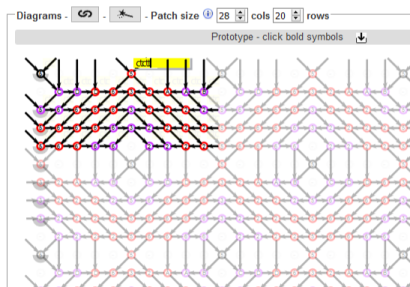 Diagrams - - - Patch size 28 cols 20 rows
Prototype - click bold symbols
ctctt